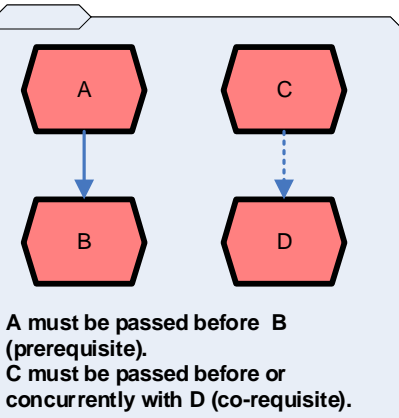 A C
B D
A must be passed before B
(prerequisite).
C must be passed before or
concurrently with D (co-requisite).